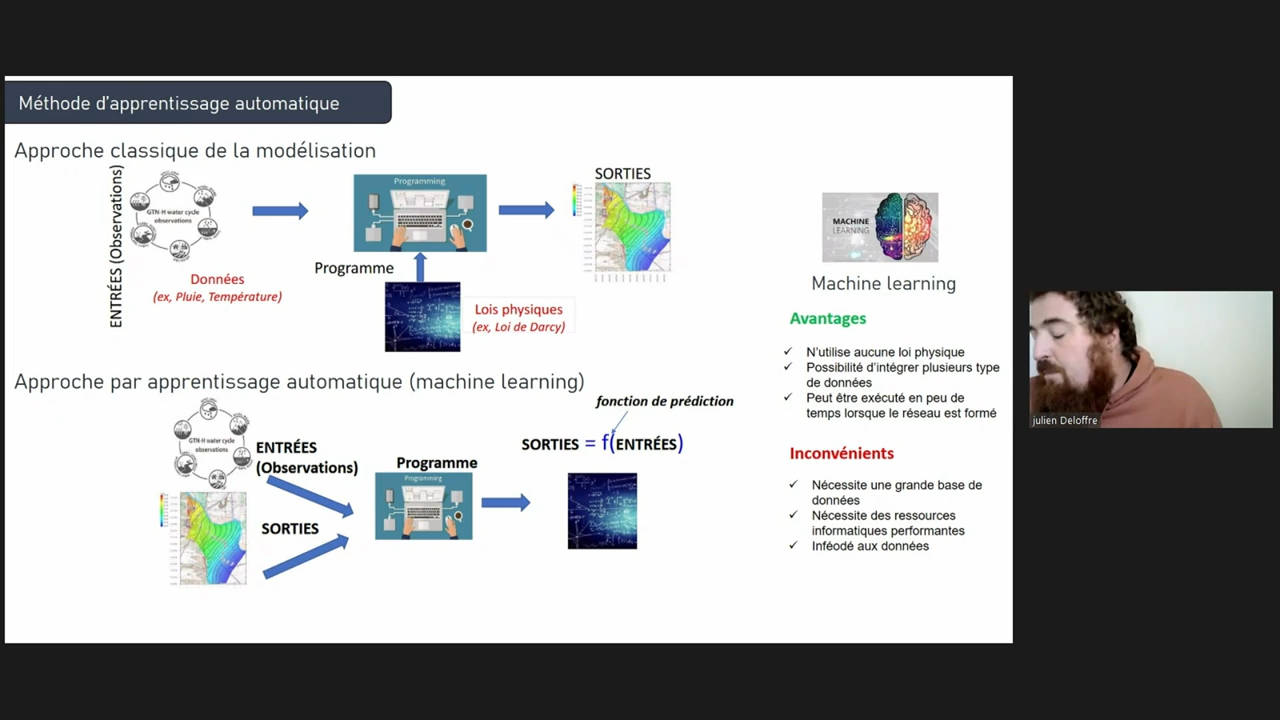 Méthode d'apprentissage automatique
Approche classique de la modélisation
ENTRÉES (Observations)
GTN-H water cycle
observations
Données
(ex, Pluie, Température)
Programming
Programme
Lois physiques
(ex, Loi de Darcy)
SORTIES
Approche par apprentissage automatique (machine learning)
GTN-H water cycle
observations
ENTRÉES
(Observations)
SORTIES
Programme
Programming
fonction de prédiction
SORTIES = f(ENTRÉES)
MACHINE
LEARNING
Machine learning
Avantages
✓ N'utilise aucune loi physique
✓ Possibilité d'intégrer plusieurs type
de données
✓ Peut être exécuté en peu de
temps lorsque le réseau est formé
Inconvénients
✓ Nécessite une grande base de
données
✓ Nécessite des ressources
informatiques performantes
✓ Inféodé aux données
julien Deloffre